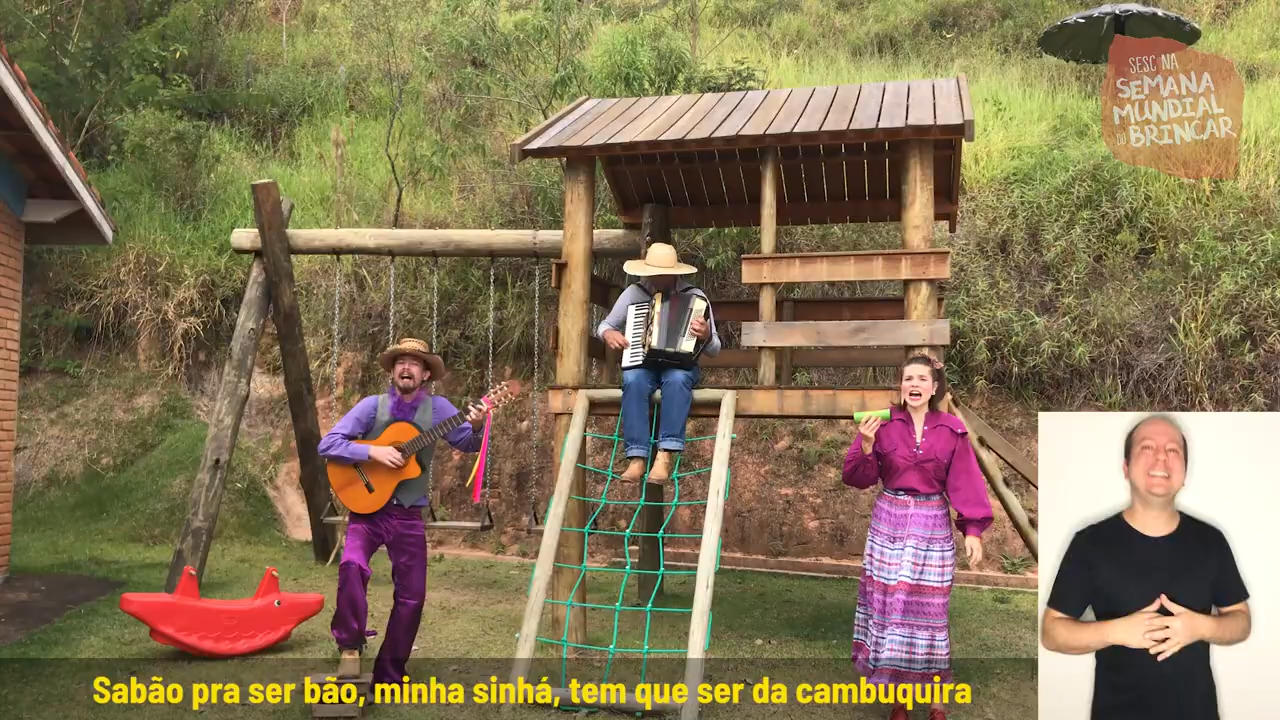 SESC NA
SEMANA
MUNDIAL
DO BRINCAR
Sabão pra ser bão, minha sinhá, tem que ser da cambuquira